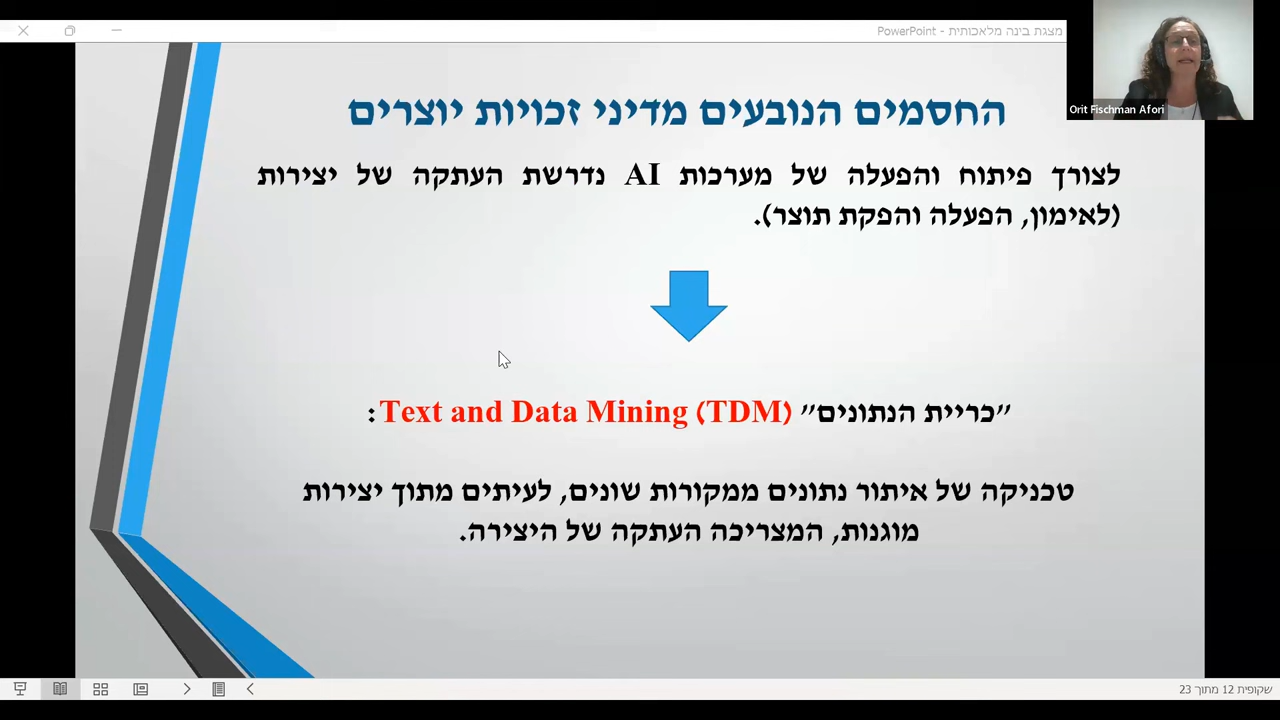 מצגת בינה מלאכותית - PowerPoint
Orit Fischman Afori
החסמים הנובעים מדיני זכויות יוצרים
לצורך פיתוח והפעלה של מערכות AI נדרשת העתקה של יצירות
(לאימון, הפעלה והפקת תוצר).
"כריית הנתונים" Text and Data Mining (TDM):
טכניקה של איתור נתונים ממקורות שונים, לעיתים מתוך יצירות
מוגנות, המצריכה העתקה של היצירה.
שקופית 12 מתוך 23